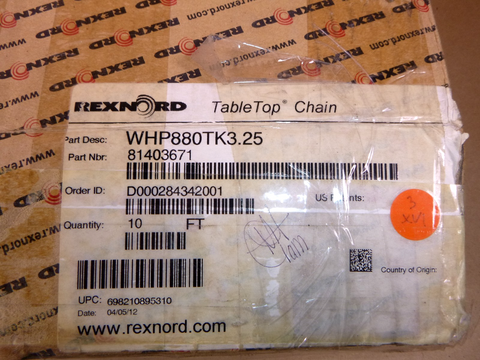 REXNORD
www.rexnord
REXNORD TableTop® Chain
Part Desc: WHP880TK3.25
Part Nbr: 81403671
Order ID: D000284342001
US Patents:
Quantity: 10 FT
Country of Origin:
UPC: 698210895310
Date: 04/05/12
www.rexnord.com